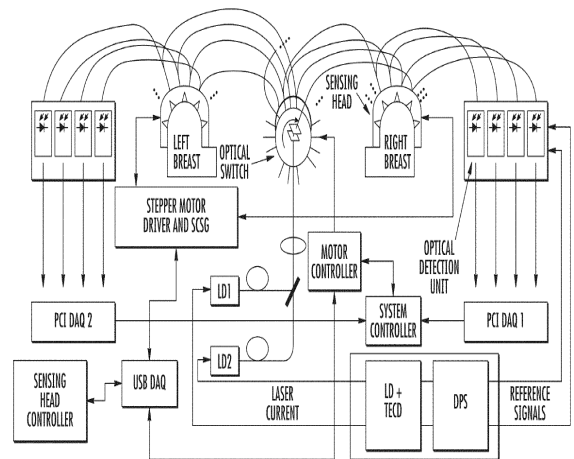 SENSING
HEAD
LEFT
BREAST
OPTICAL
SWITCH
RIGHT
BREAST
STEPPER MOTOR
DRIVER AND SCSG
MOTOR
CONTROLLER
OPTICAL
DETECTION
UNIT
LD1
PCI DAQ 2
SYSTEM
CONTROLLER
PCI DAQ 1
LD2
SENSING
HEAD
CONTROLLER
USB DAQ
LASER
CURRENT
LD +
TECD
DPS
REFERENCE
SIGNALS